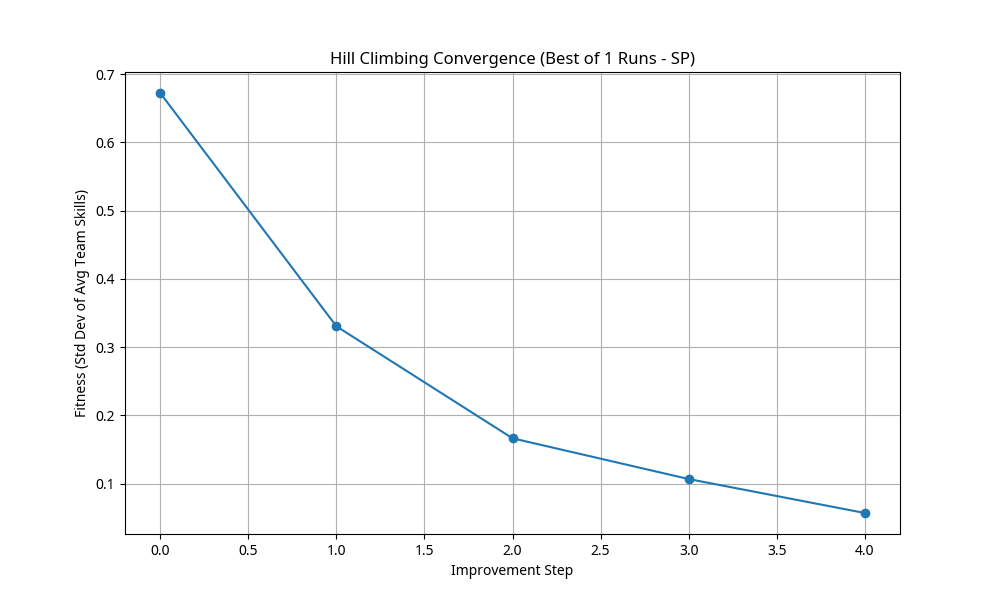 Hill Climbing Convergence (Best of 1 Runs - SP)
0.7
0.6
0.5
0.4
0.3
0.2
0.1
Fitness (Std Dev of Avg Team Skills)
0.0 0.5 1.0 1.5 2.0 2.5 3.0 3.5 4.0
Improvement Step